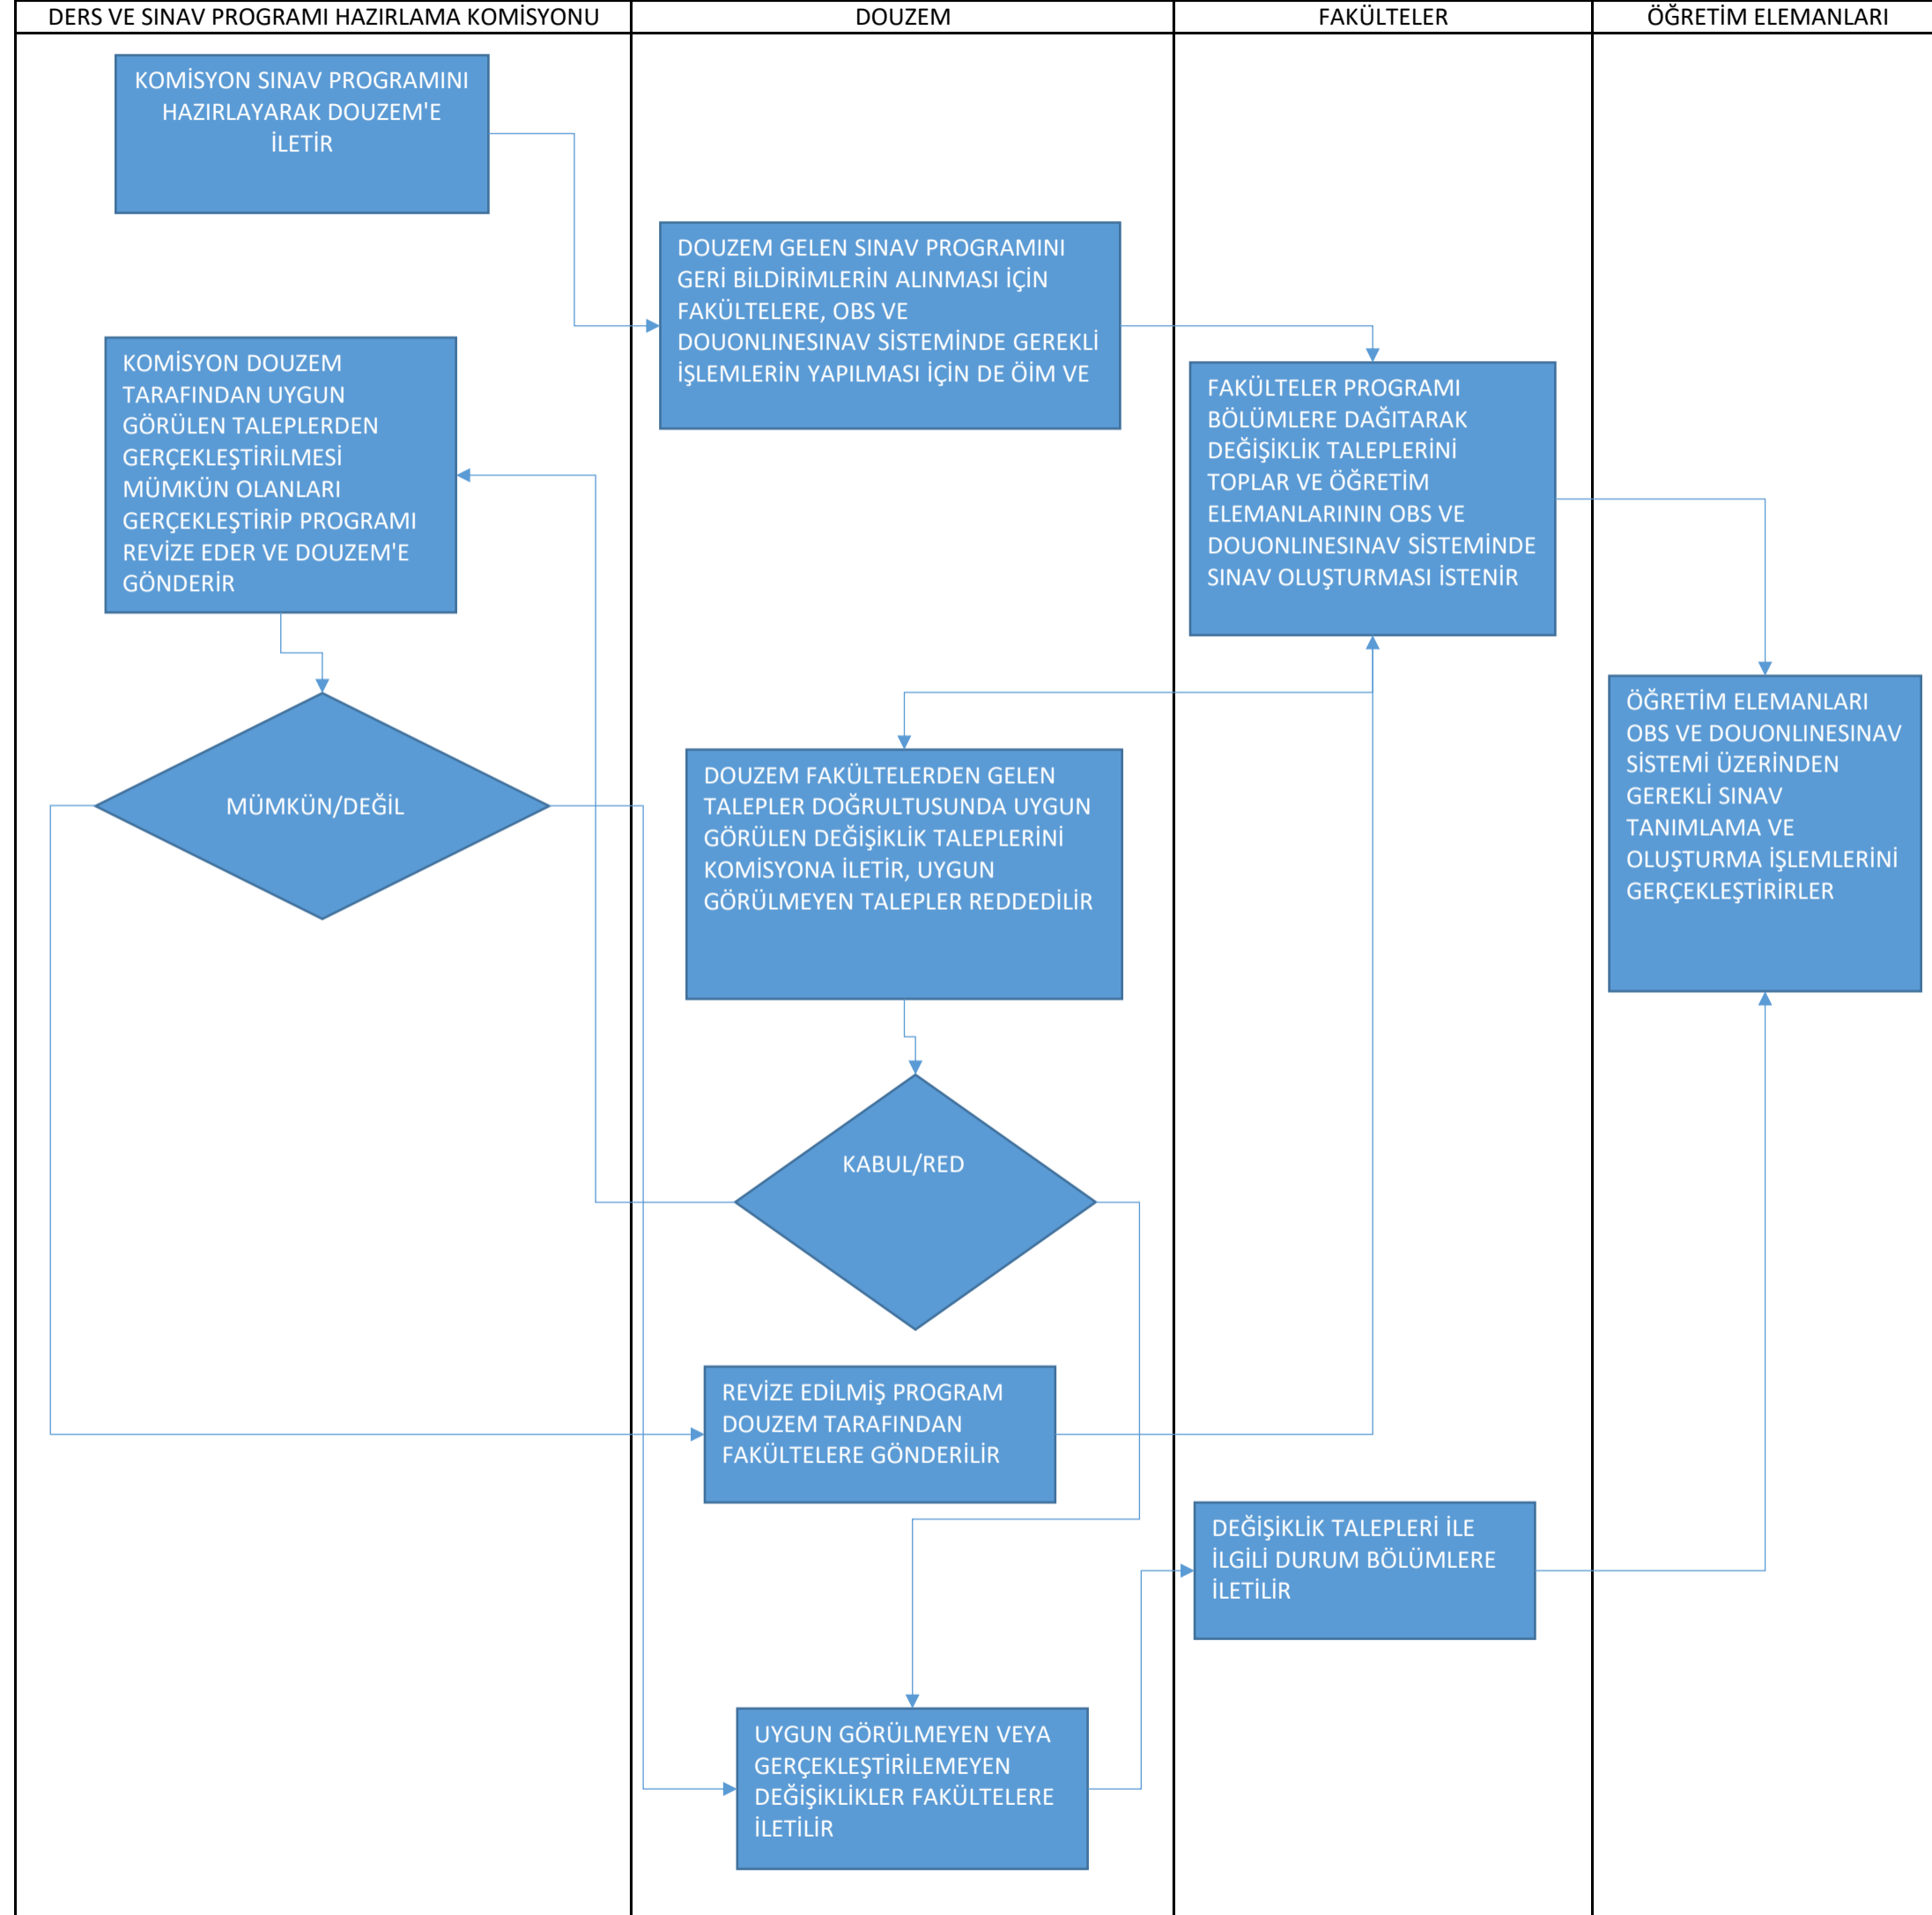 DERS VE SINAV PROGRAMI HAZIRLAMA KOMİSYONU
DOUZEM
FAKÜLTELER
ÖĞRETİM ELEMANLARI
KOMİSYON SINAV PROGRAMINI
HAZIRLAYARAK DOUZEM'E
İLETİR
DOUZEM GELEN SINAV PROGRAMINI
GERİ BİLDİRİMLERİN ALINMASI İÇİN
FAKÜLTELERE, OBS VE
DOUONLINESINAV SİSTEMİNDE GEREKLİ
İŞLEMLERİN YAPILMASI İÇİN DE ÖİM VE
KOMİSYON DOUZEM
TARAFINDAN UYGUN
GÖRÜLEN TALEPLERDEN
GERÇEKLEŞTİRİLMESİ
MÜMKÜN OLANLARI
GERÇEKLEŞTİRİP PROGRAMI
REVİZE EDER VE DOUZEM'E
GÖNDERİR
FAKÜLTELER PROGRAMI
BÖLÜMLERE DAĞITARAK
DEĞİŞİKLİK TALEPLERİNİ
TOPLAR VE ÖĞRETİM
ELEMANLARININ OBS VE
DOUONLINESINAV SİSTEMİNDE
SINAV OLUŞTURMASI İSTENİR
ÖĞRETİM ELEMANLARI
OBS VE DOUONLINESINAV
SİSTEMİ ÜZERİNDEN
GEREKLİ SINAV
TANIMLAMA VE
OLUŞTURMA İŞLEMLERİNİ
GERÇEKLEŞTİRİRLER
MÜMKÜN/DEĞİL
DOUZEM FAKÜLTELERDEN GELEN
TALEPLER DOĞRULTUSUNDA UYGUN
GÖRÜLEN DEĞİŞİKLİK TALEPLERİNİ
KOMİSYONA İLETİR, UYGUN
GÖRÜLMEYEN TALEPLER REDDEDİLİR
KABUL/RED
REVİZE EDİLMİŞ PROGRAM
DOUZEM TARAFINDAN
FAKÜLTELERE GÖNDERİLİR
DEĞİŞİKLİK TALEPLERİ İLE
İLGİLİ DURUM BÖLÜMLERE
İLETİLİR
UYGUN GÖRÜLMEYEN VEYA
GERÇEKLEŞTİRİLEMEYEN
DEĞİŞİKLİKLER FAKÜLTELERE
İLETİLİR